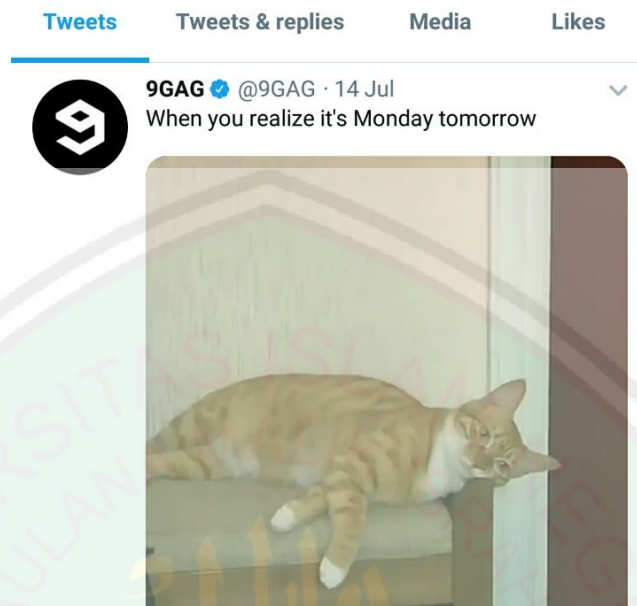 Tweets Tweets & replies Media Likes
9GAG @9GAG · 14 Jul
When you realize it's Monday tomorrow